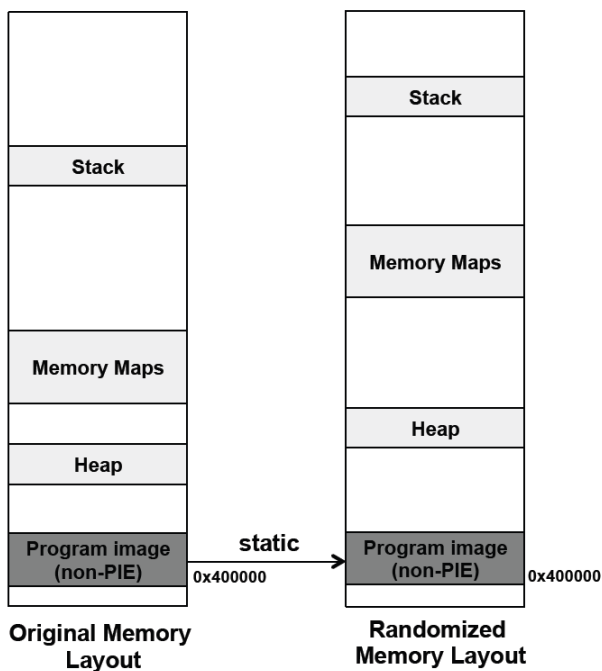 Stack
Memory Maps
Heap
Program image
(non-PIE)
0x400000
Original Memory
Layout
static
Stack
Memory Maps
Heap
Program image
(non-PIE)
0x400000
Randomized
Memory Layout